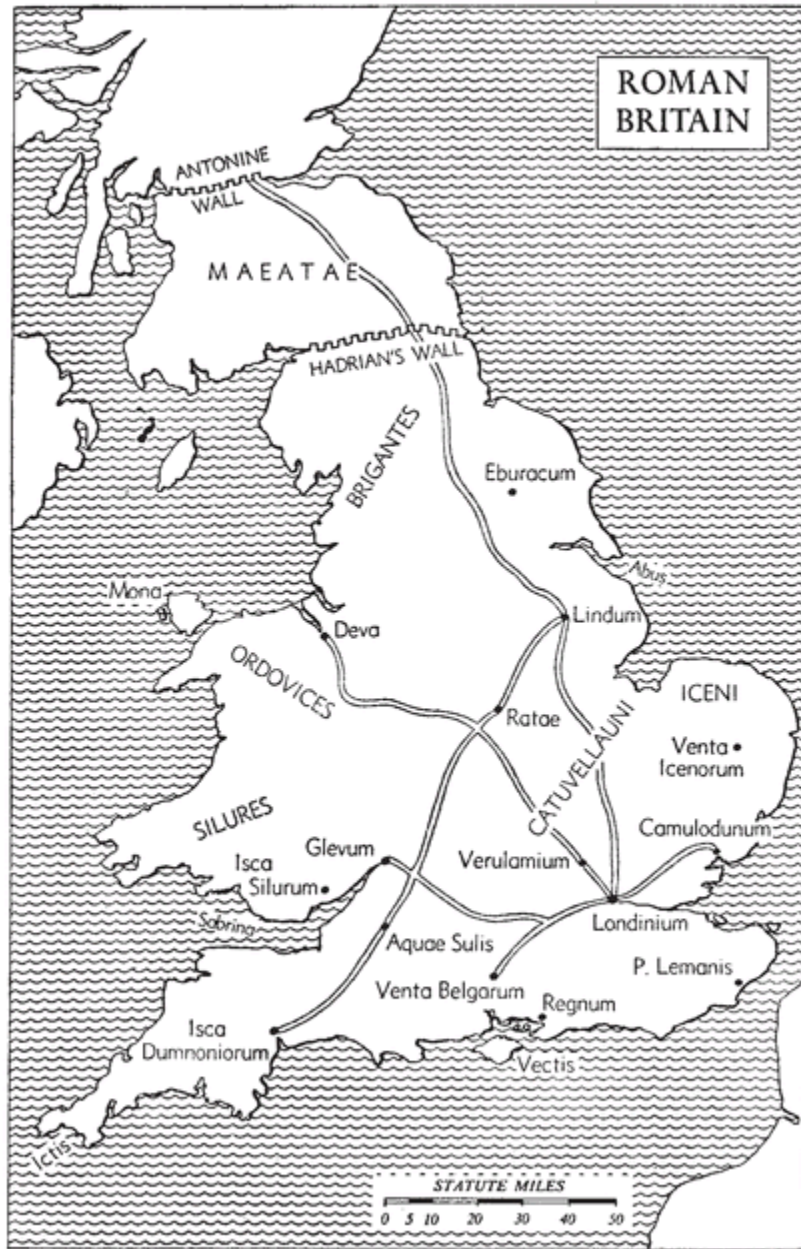 ROMAN
BRITAIN
ANTONINE
WALL
MAEATAE
HADRIAN'S WALL
BRIGANTES
Eburacum
Abus
Mona
Deva
Lindum
ORDOVICES
ICENI
Ratae
CATUVELLAUNI
Venta
Icenorum
SILURES
Glevum
Camulodunum
Isca
Silurum
Verulamium
Sabrina
Londinium
Aquae Sulis
P. Lemanis
Venta Belgarum
Regnum
Isca
Dumnoniorum
Vectis
Ictis
STATUTE MILES
0 5 10 20 30 40 50